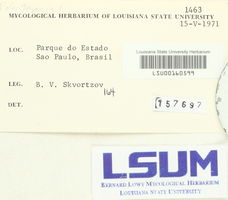 1463
MYCOLOGICAL HERBARIUM OF LOUISIANA STATE UNIVERSITY
15-V-1971
LOC. Parque do Estado
Sao Paulo, Brasil
Louisiana State University Herbarium
LSU00160599
LEG. B. V. Skvortzov
164
DET.
157697
LSUM
BERNARD LOWY MYCOLOGICAL HERBARIUM
LOUISIANA STATE UNIVERSITY